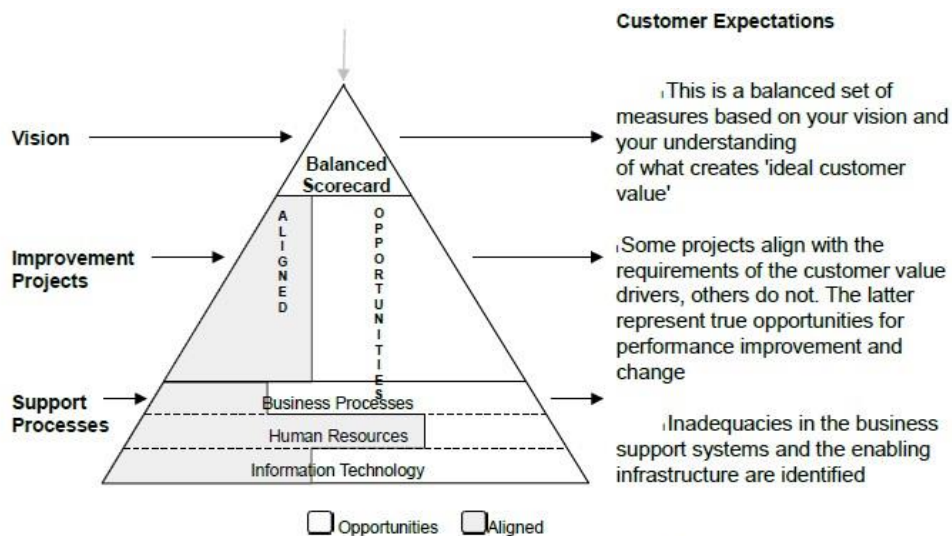 Customer Expectations
Vision
Balanced
Scorecard
This is a balanced set of
measures based on your vision and
your understanding
of what creates 'ideal customer
value'
Improvement
Projects
ALIGNED
OPPORTUNITIES
Some projects align with the
requirements of the customer value
drivers, others do not. The latter
represent true opportunities for
performance improvement and
change
Support
Processes
Business Processes
Human Resources
Information Technology
Inadequacies in the business
support systems and the enabling
infrastructure are identified
Opportunities
Aligned